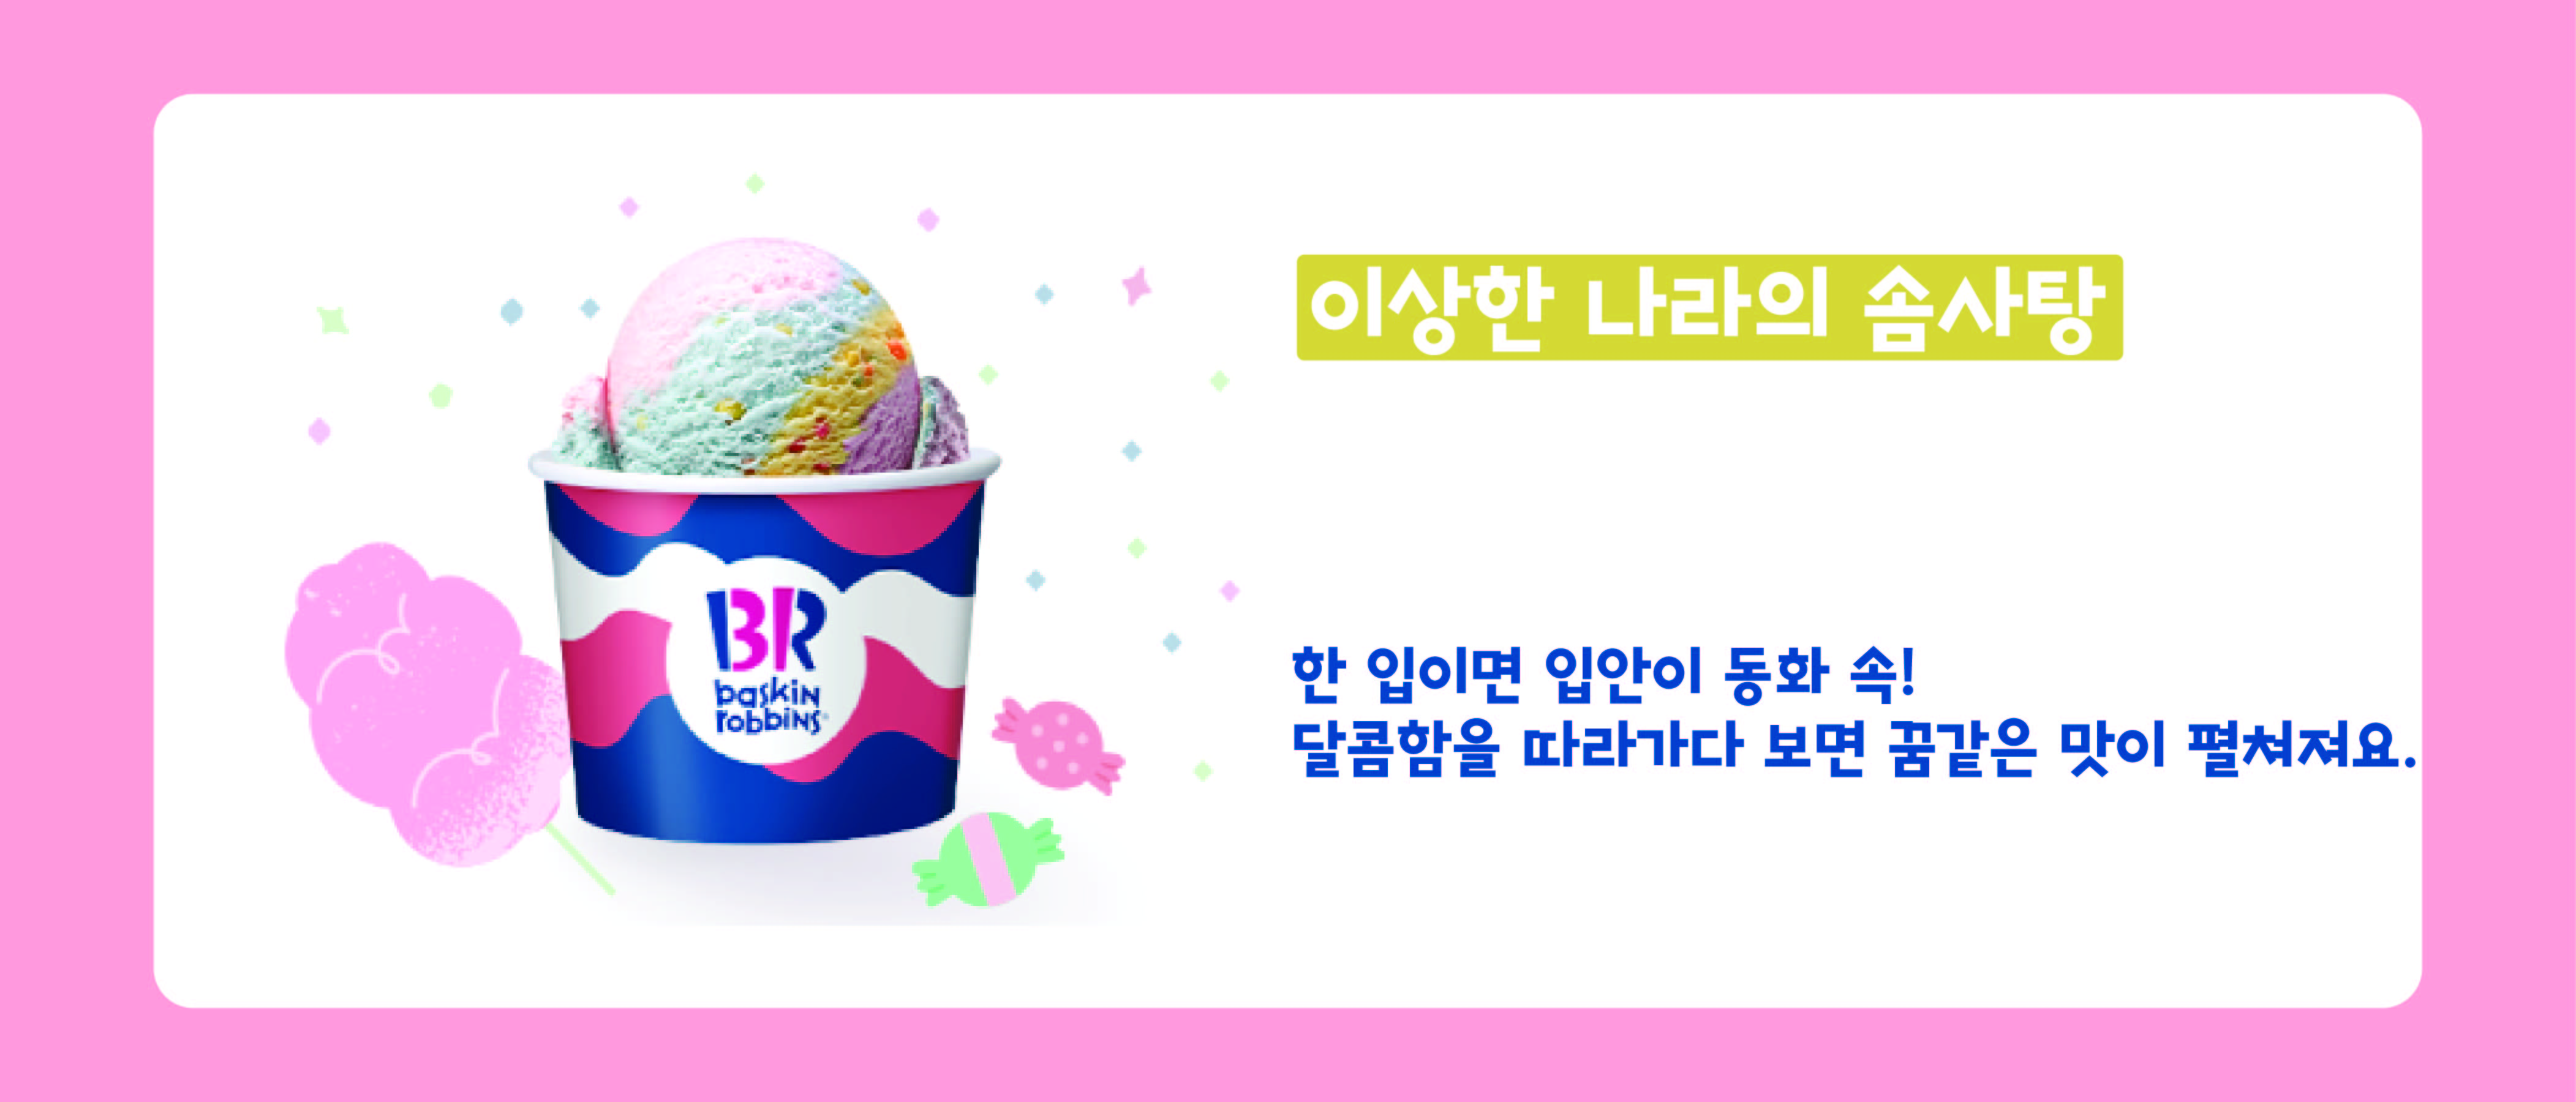 이상한 나라의 솜사탕
BR
baskin
robbins
한 입이면 입안이 동화 속!
달콤함을 따라가다 보면 꿈같은 맛이 펼쳐져요.